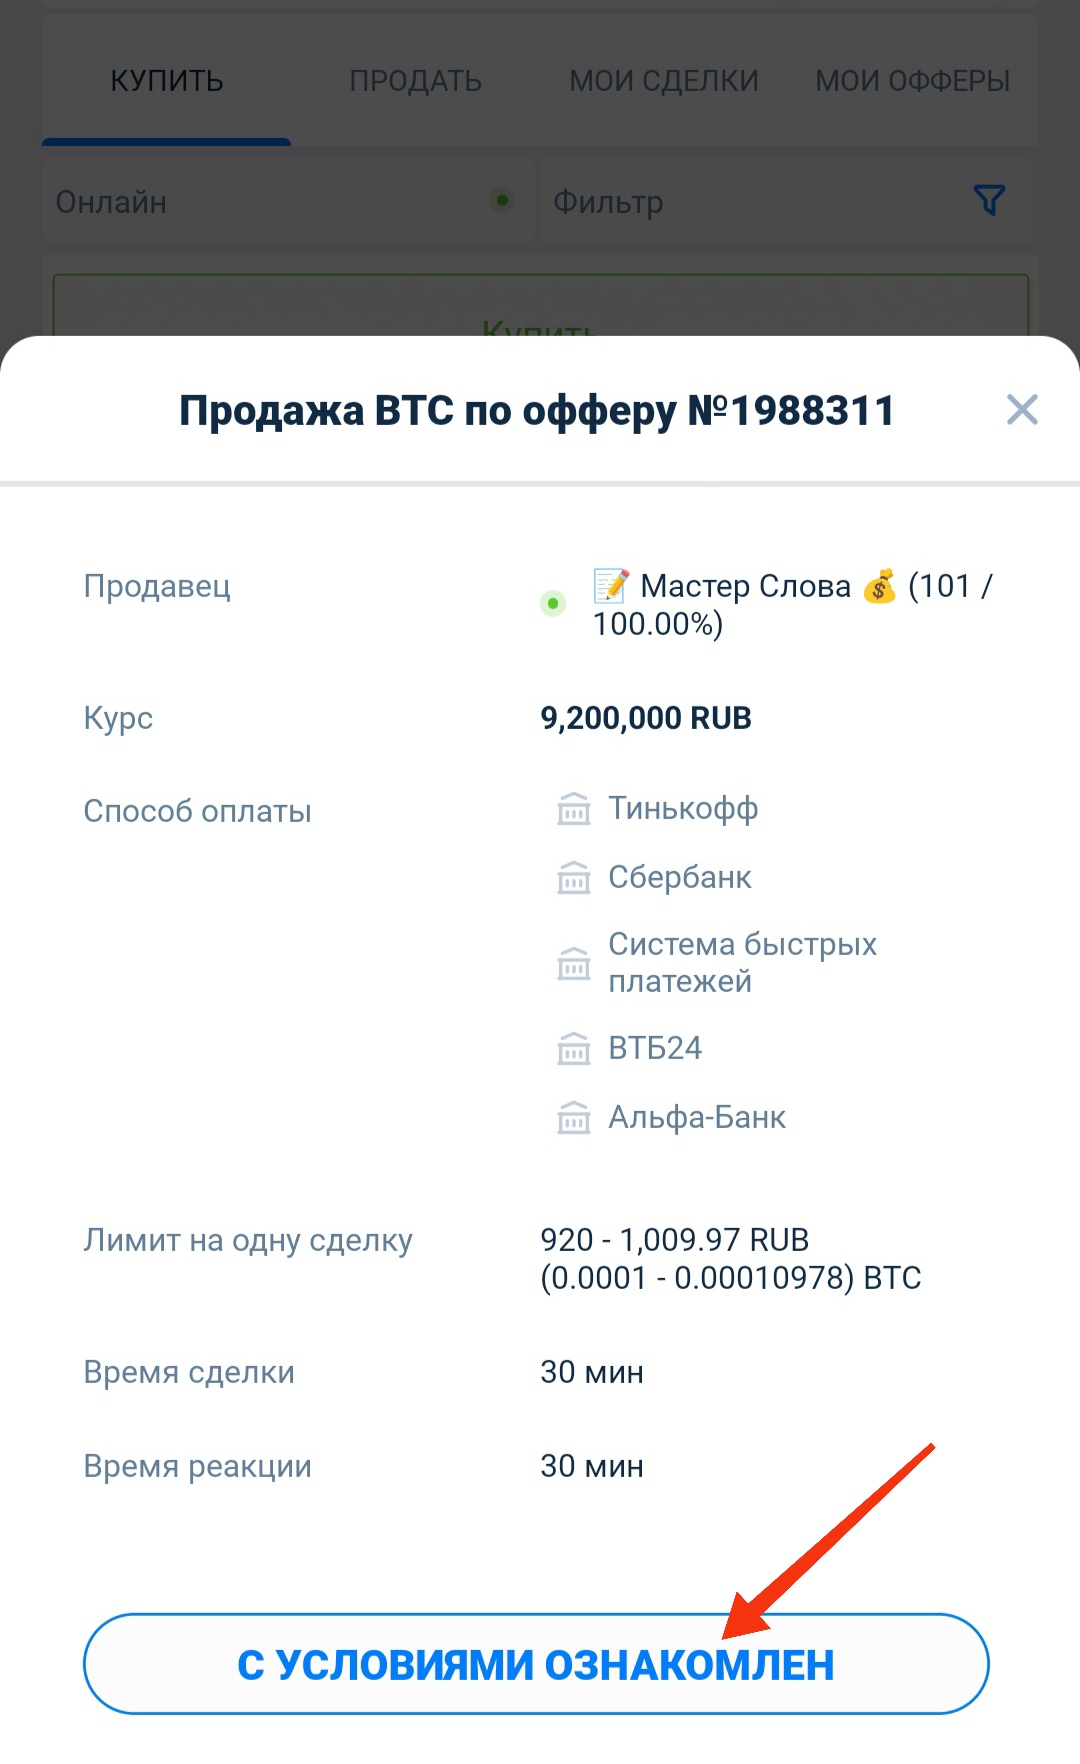 КУПИТЬ ПРОДАТЬ МОИ СДЕЛКИ МОИ ОФФЕРЫ
Онлайн Фильтр
Купить
Продажа BTC по офферу №1988311
Продавец 📝 Мастер Слова 💰 (101 /
100.00%)
Курс 9,200,000 RUB
Способ оплаты Тинькофф
Сбербанк
Система быстрых
платежей
ВТБ24
Альфа-Банк
Лимит на одну сделку 920 - 1,009.97 RUB
(0.0001 - 0.00010978) BTC
Время сделки 30 мин
Время реакции 30 мин
С УСЛОВИЯМИ ОЗНАКОМЛЕН